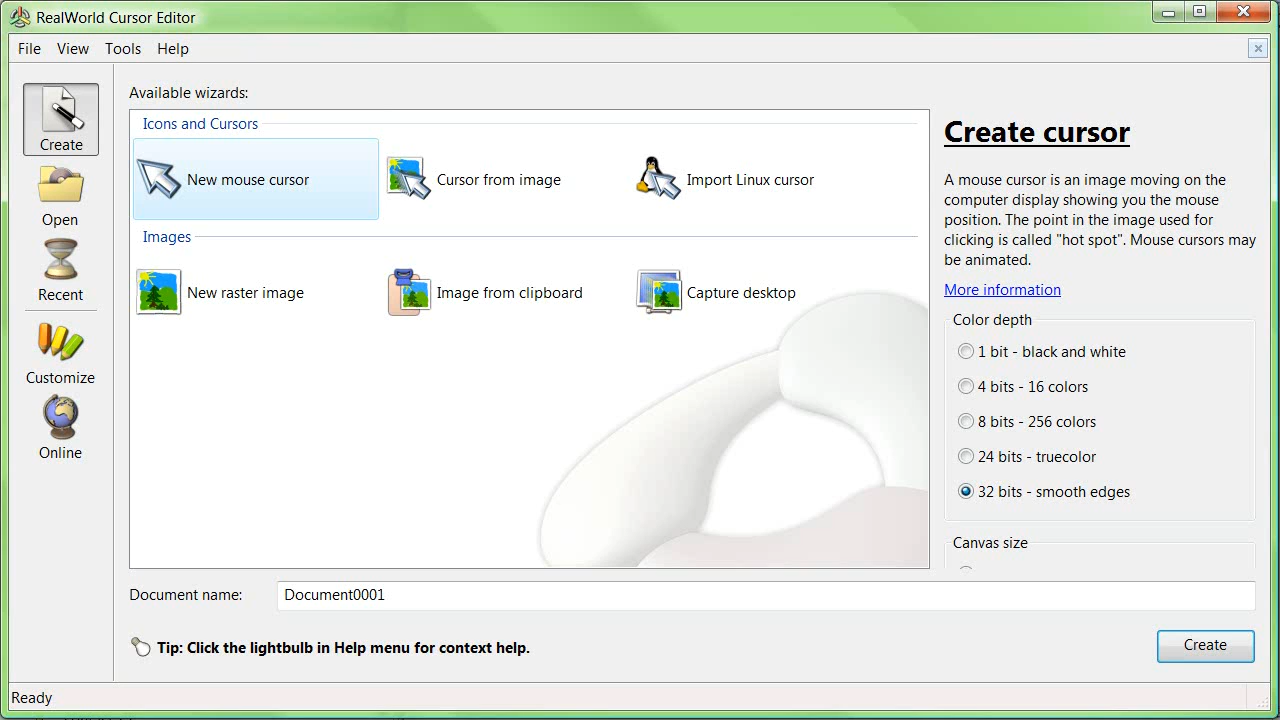 RealWorld Cursor Editor
File View Tools Help
Create
Open
Recent
Customize
Online
Available wizards:
Icons and Cursors
New mouse cursor
Cursor from image
Import Linux cursor
Images
New raster image
Image from clipboard
Capture desktop
Create cursor
A mouse cursor is an image moving on the
computer display showing you the mouse
position. The point in the image used for
clicking is called "hot spot". Mouse cursors may
be animated.
More information
Color depth
1 bit - black and white
4 bits - 16 colors
8 bits - 256 colors
24 bits - truecolor
32 bits - smooth edges
Canvas size
Document name: Document0001
Tip: Click the lightbulb in Help menu for context help.
Create
Ready